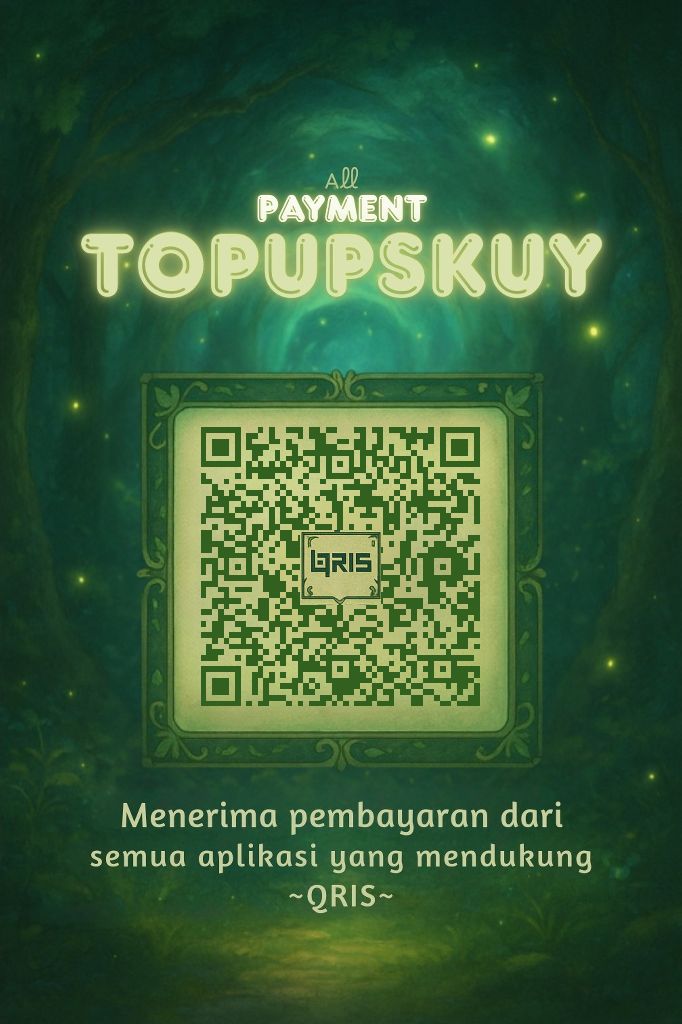 All
PAYMENT
TOPUPSKUY
QRIS
Menerima pembayaran dari
semua aplikasi yang mendukung
~QRIS~